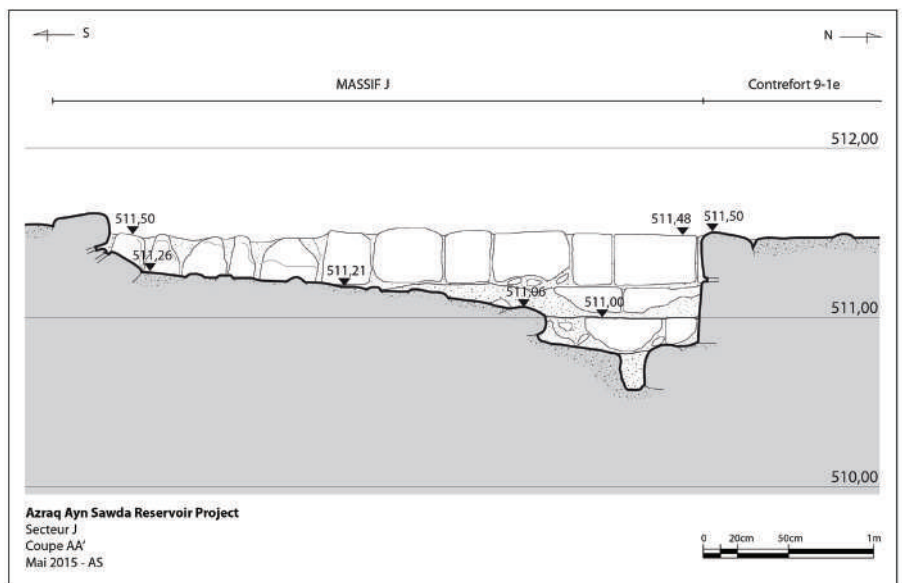 S N
MASSIF J Contrefort 9-1e
512,00
511,50 511,48 511,50
511,26
511,21
511,06
511,00
511,00
510,00
Azraq Ayn Sawda Reservoir Project
Secteur J
Coupe AA'
Mai 2015 - AS
0 20cm 50cm 1m